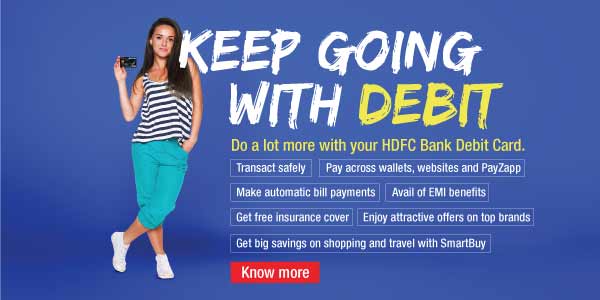 KEEP GOING
WITH DEBIT
Do a lot more with your HDFC Bank Debit Card.
Transact safely
Pay across wallets, websites and PayZapp
Make automatic bill payments
Avail of EMI benefits
Get free insurance cover
Enjoy attractive offers on top brands
Get big savings on shopping and travel with SmartBuy
Know more